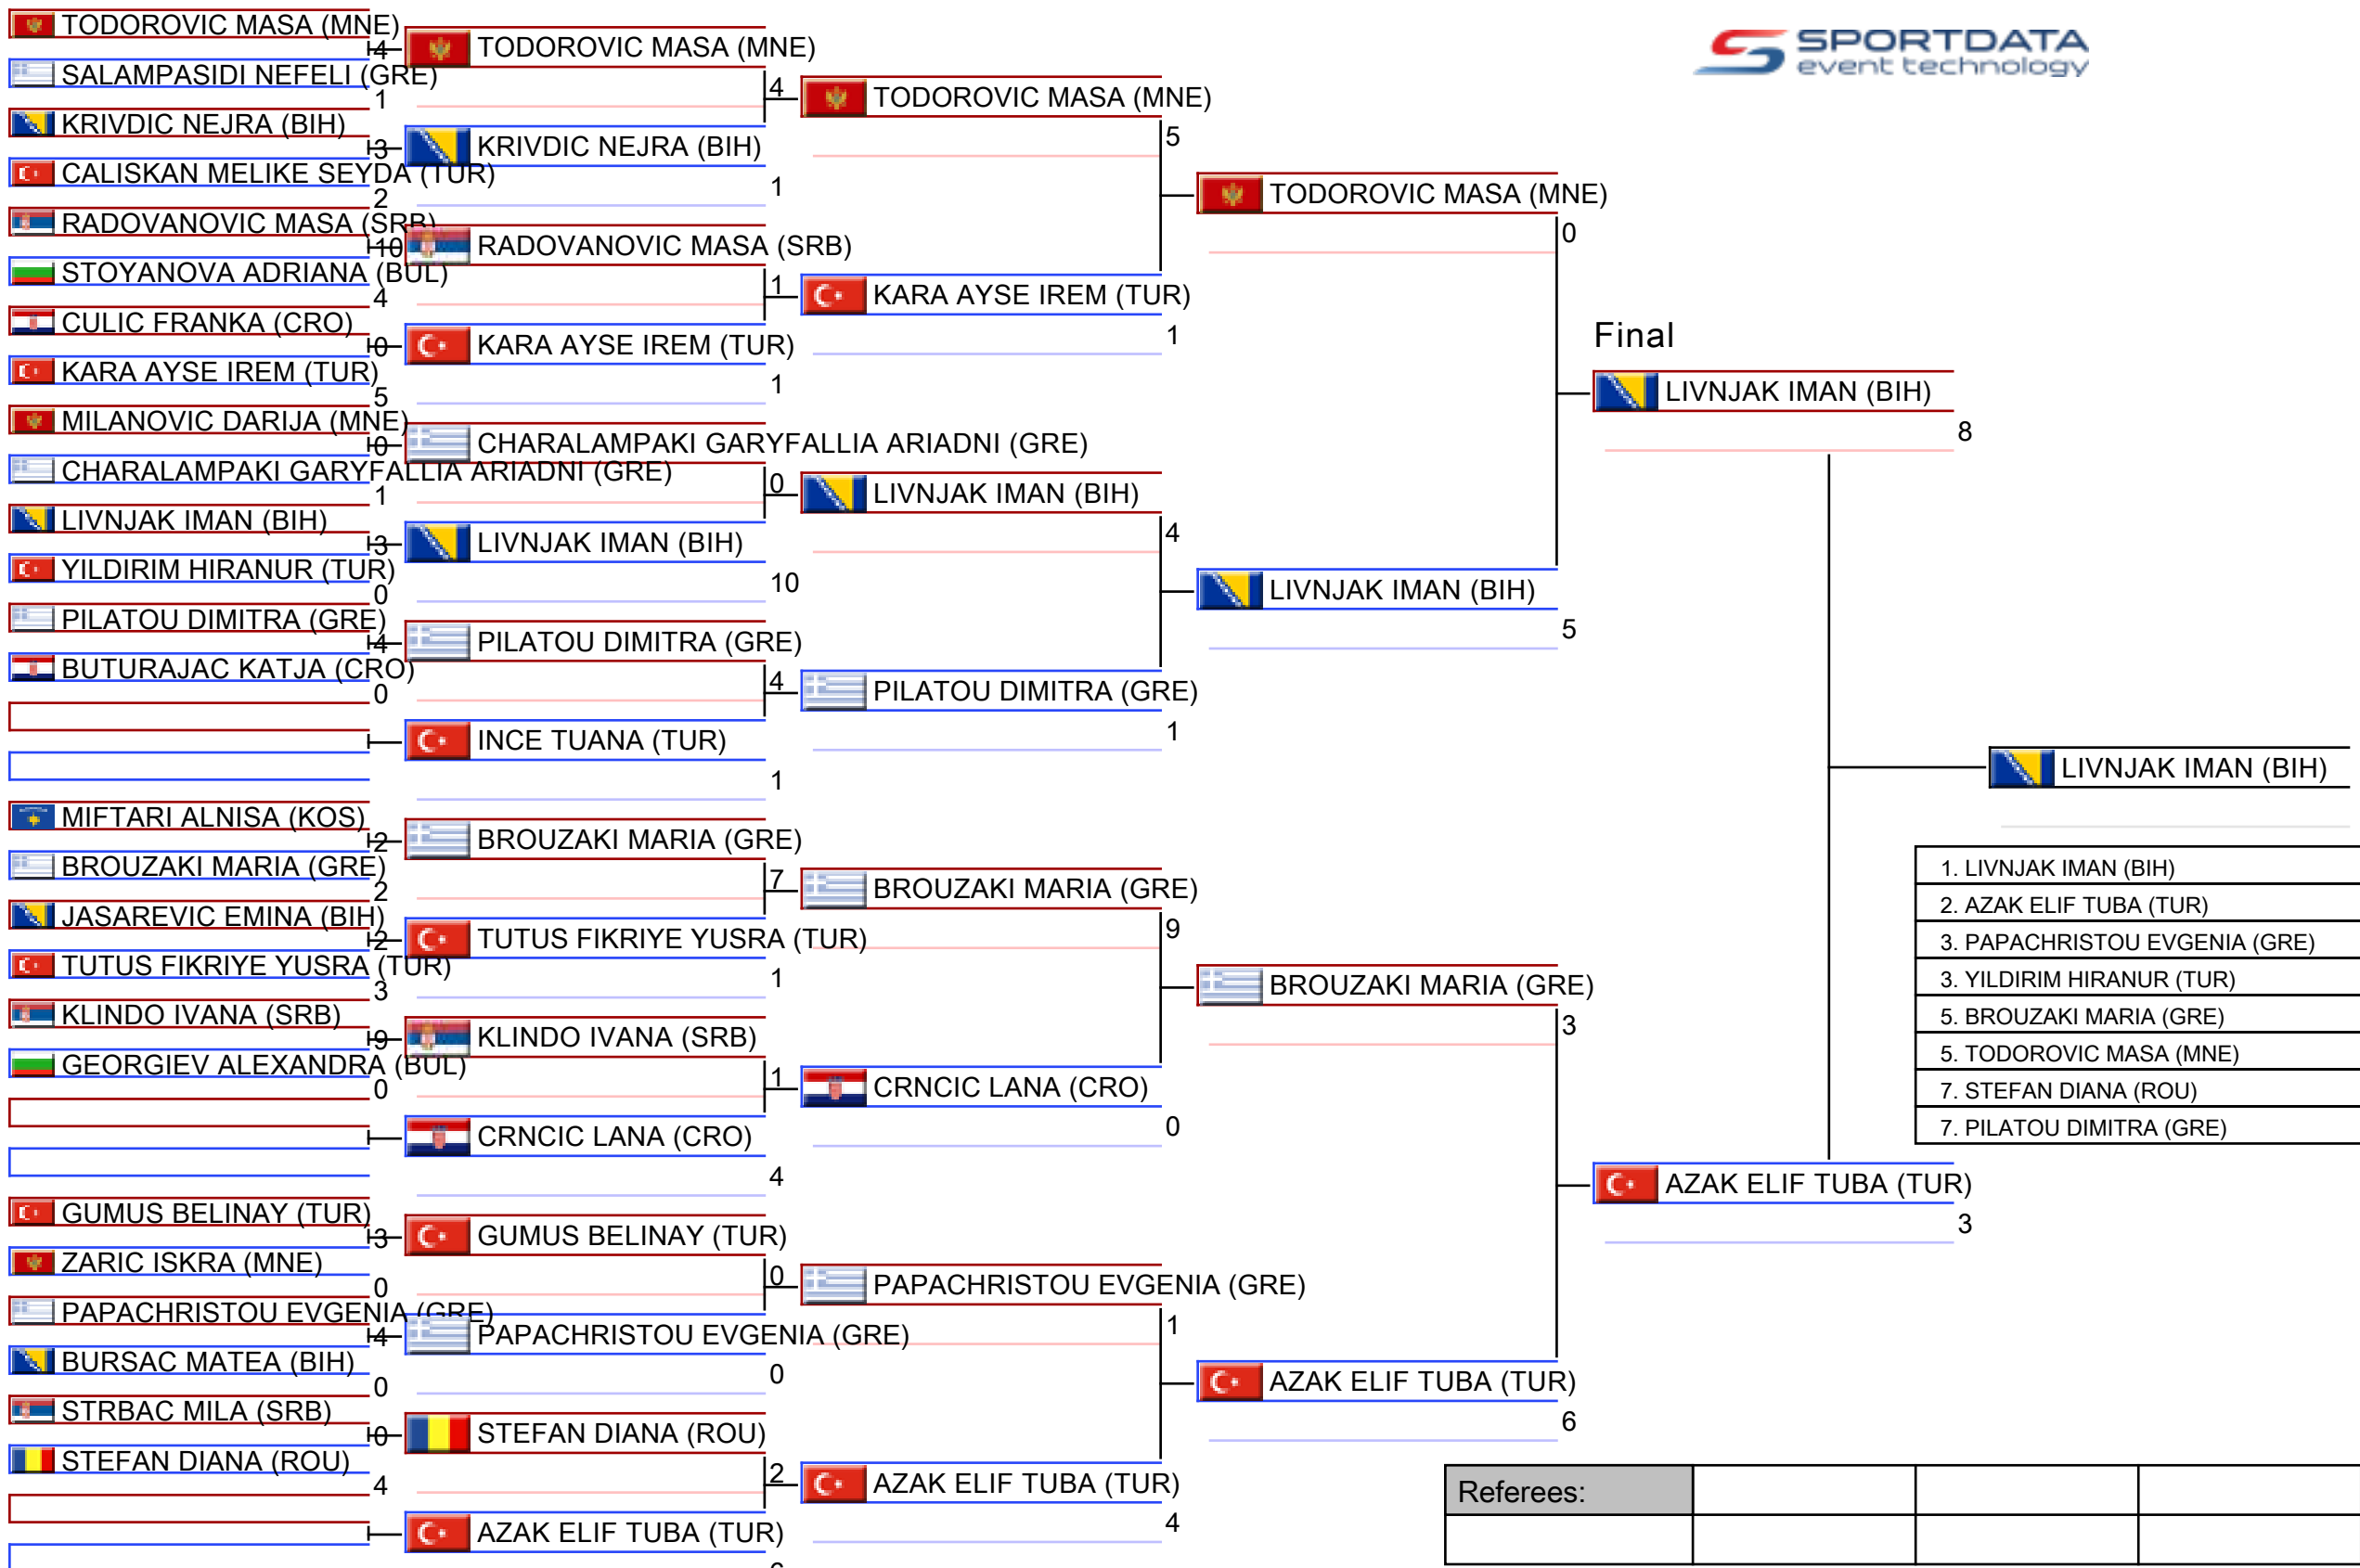 SPORTDATA
event technology
TODOROVIC MASA (MNE)
4
SALAMPASIDI NEFELI (GRE)
1
KRIVDIC NEJRA (BIH)
3
CALISKAN MELIKE SEYDA (TUR)
2
RADOVANOVIC MASA (SRB)
10
STOYANOVA ADRIANA (BUL)
4
CULIC FRANKA (CRO)
0
KARA AYSE IREM (TUR)
5
MILANOVIC DARIJA (MNE)
0
CHARALAMPAKI GARYFALLIA ARIADNI (GRE)
1
LIVNJAK IMAN (BIH)
3
YILDIRIM HIRANUR (TUR)
0
PILATOU DIMITRA (GRE)
4
BUTURAJAC KATJA (CRO)
0
MIFTARI ALNISA (KOS)
2
BROUZAKI MARIA (GRE)
2
JASAREVIC EMINA (BIH)
2
TUTUS FIKRIYE YUSRA (TUR)
3
KLINDO IVANA (SRB)
9
GEORGIEV ALEXANDRA (BUL)
0
GUMUS BELINAY (TUR)
3
ZARIC ISKRA (MNE)
0
PAPACHRISTOU EVGENIA (GRE)
4
BURSAC MATEA (BIH)
0
STRBAC MILA (SRB)
0
STEFAN DIANA (ROU)
4
TODOROVIC MASA (MNE)
4
KRIVDIC NEJRA (BIH)
1
RADOVANOVIC MASA (SRB)
1
KARA AYSE IREM (TUR)
1
CHARALAMPAKI GARYFALLIA ARIADNI (GRE)
0
LIVNJAK IMAN (BIH)
10
PILATOU DIMITRA (GRE)
4
INCE TUANA (TUR)
1
BROUZAKI MARIA (GRE)
7
TUTUS FIKRIYE YUSRA (TUR)
1
KLINDO IVANA (SRB)
1
CRNCIC LANA (CRO)
4
GUMUS BELINAY (TUR)
0
PAPACHRISTOU EVGENIA (GRE)
0
STEFAN DIANA (ROU)
2
AZAK ELIF TUBA (TUR)
TODOROVIC MASA (MNE)
5
KARA AYSE IREM (TUR)
1
LIVNJAK IMAN (BIH)
4
PILATOU DIMITRA (GRE)
1
BROUZAKI MARIA (GRE)
9
CRNCIC LANA (CRO)
0
PAPACHRISTOU EVGENIA (GRE)
1
AZAK ELIF TUBA (TUR)
4
TODOROVIC MASA (MNE)
0
LIVNJAK IMAN (BIH)
5
BROUZAKI MARIA (GRE)
3
AZAK ELIF TUBA (TUR)
6
Final
LIVNJAK IMAN (BIH)
8
AZAK ELIF TUBA (TUR)
3
LIVNJAK IMAN (BIH)
1. LIVNJAK IMAN (BIH)
2. AZAK ELIF TUBA (TUR)
3. PAPACHRISTOU EVGENIA (GRE)
3. YILDIRIM HIRANUR (TUR)
5. BROUZAKI MARIA (GRE)
5. TODOROVIC MASA (MNE)
7. STEFAN DIANA (ROU)
7. PILATOU DIMITRA (GRE)
Referees: